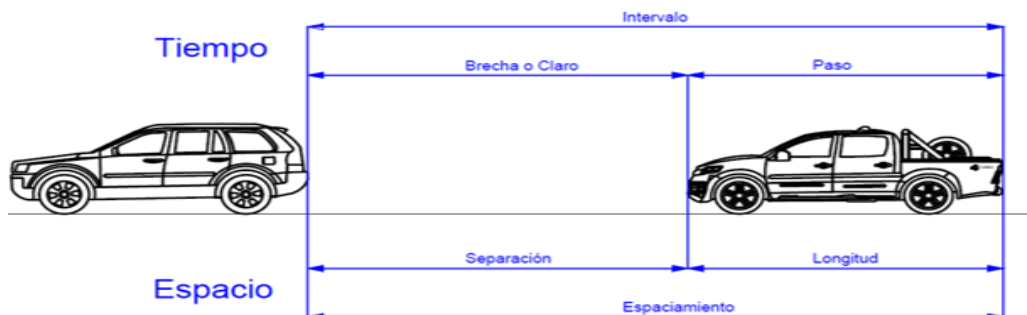 Intervalo
Tiempo
Brecha o Claro
Paso
Separación
Longitud
Espacio
Espaciamiento